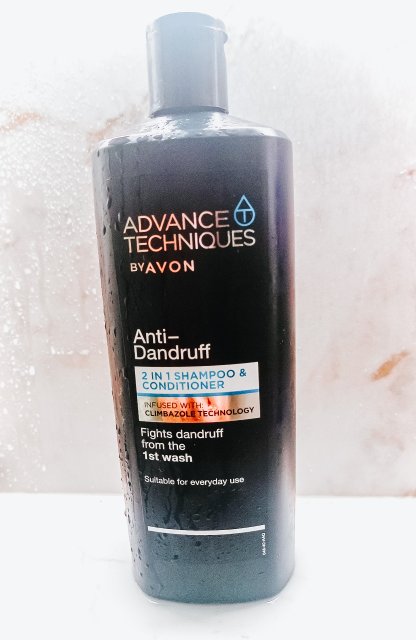 ADVANCE
TECHNIQUES
BY AVON
Anti-
Dandruff
2 IN 1 SHAMPOO &
CONDITIONER
INFUSED WITH:
CLIMBAZOLE TECHNOLOGY
Fights dandruff
from the
1st wash
Suitable for everyday use